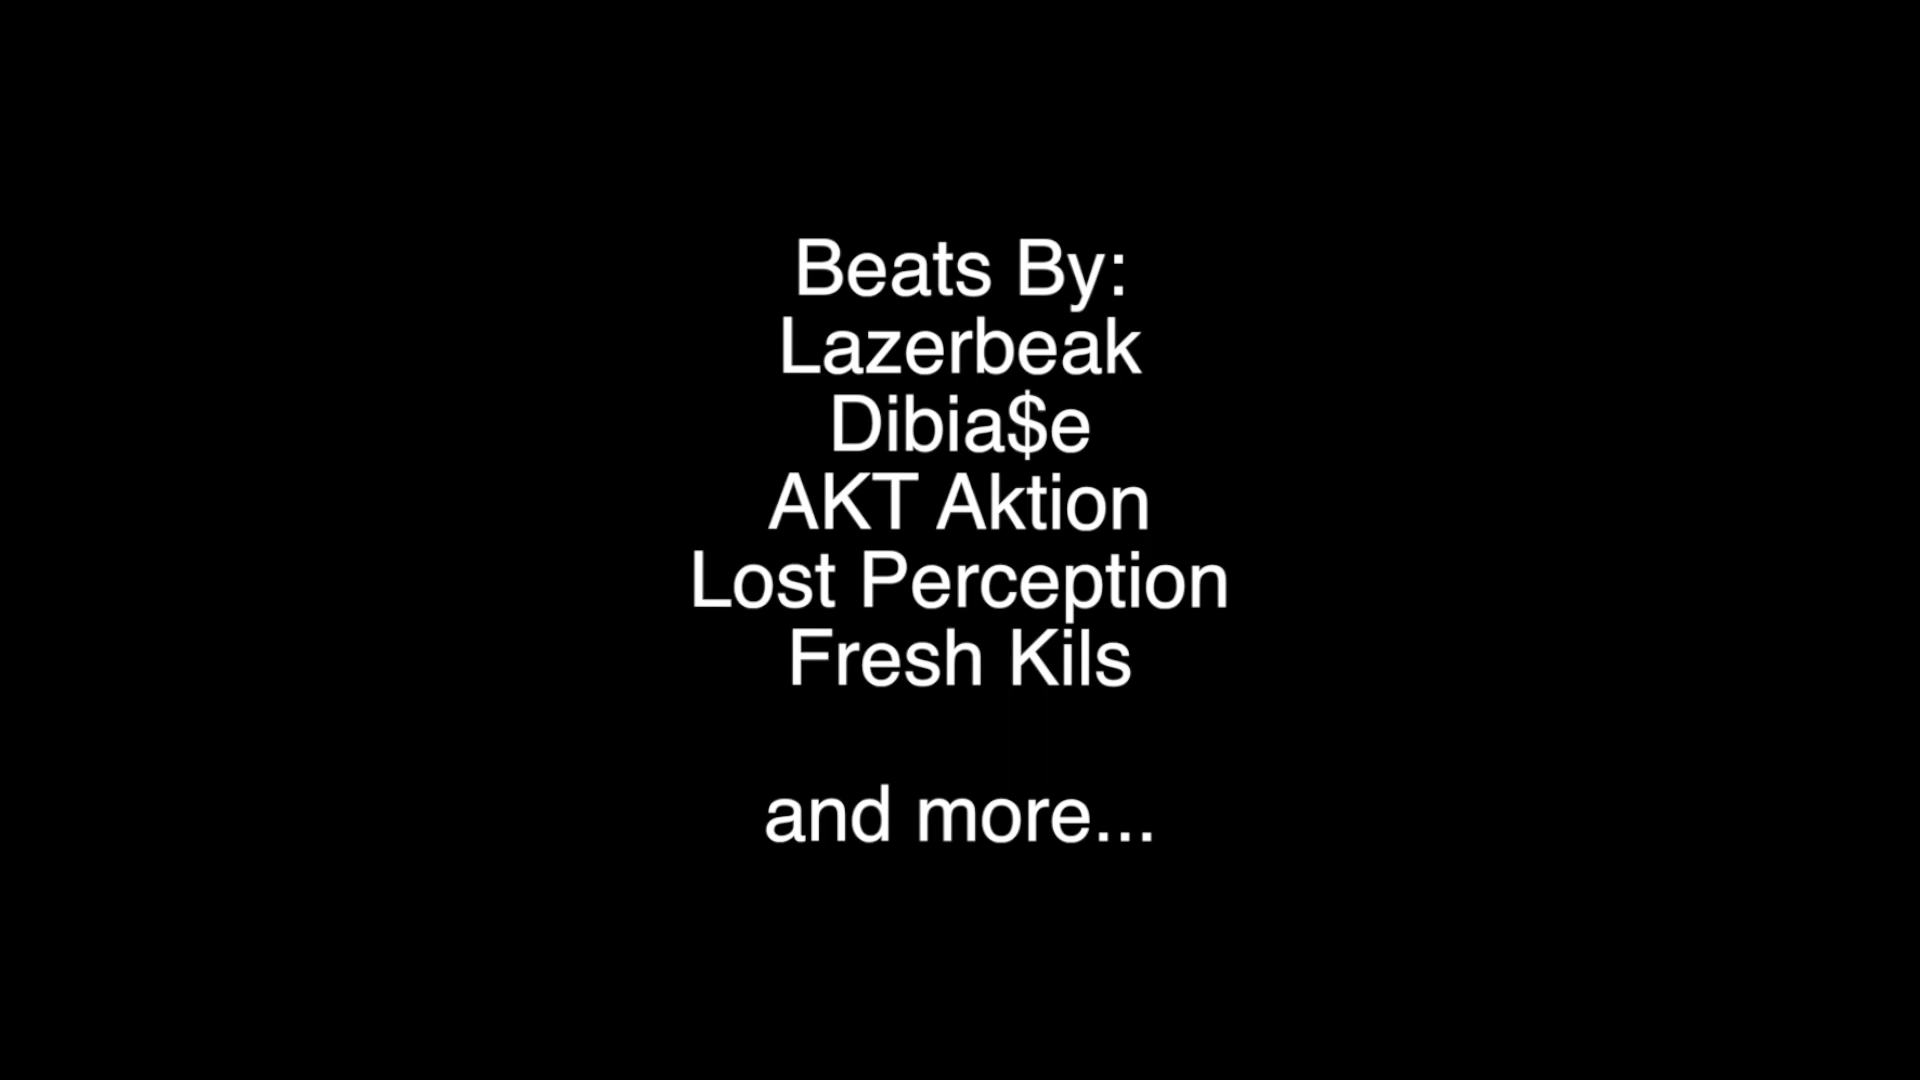 Beats By:
Lazerbeak
Dibia$e
AKT Aktion
Lost Perception
Fresh Kils
and more...